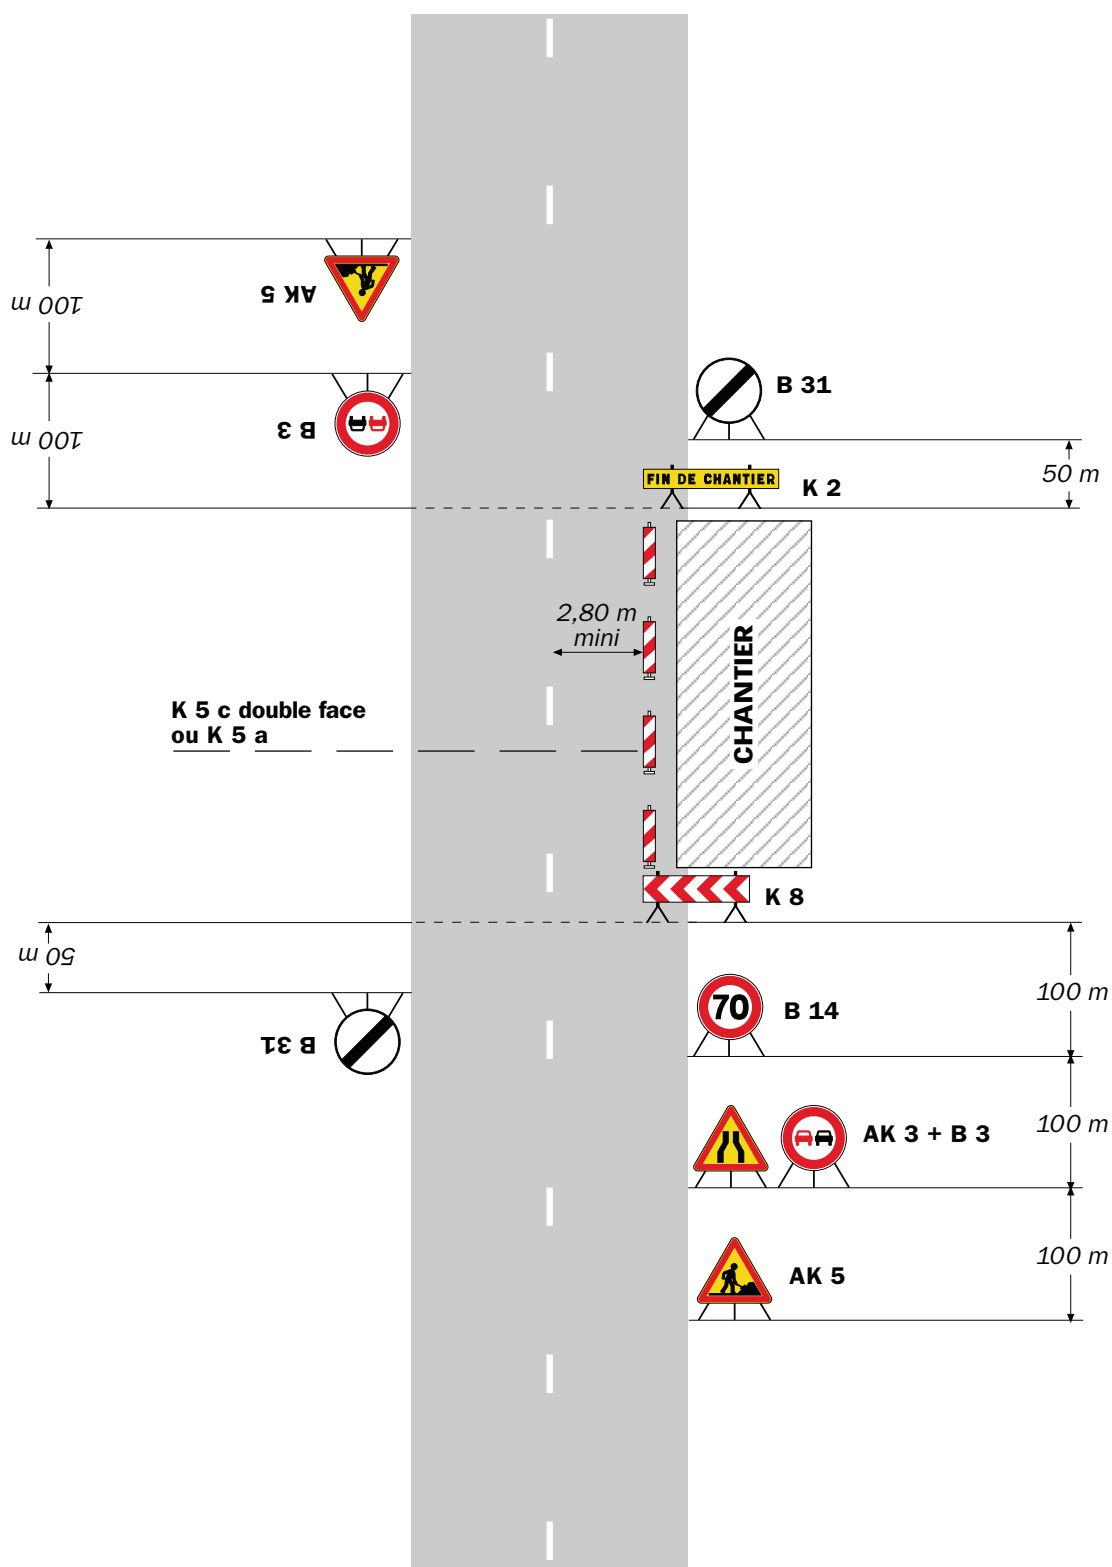 AK 5
100 m
B 3
100 m
B 31
50 m
FIN DE CHANTIER
K 2
2,80 m
mini
CHANTIER
K 5 c double face
ou K 5 a
K 8
50 m
B 31
70
B 14
100 m
AK 3 + B 3
100 m
AK 5
100 m